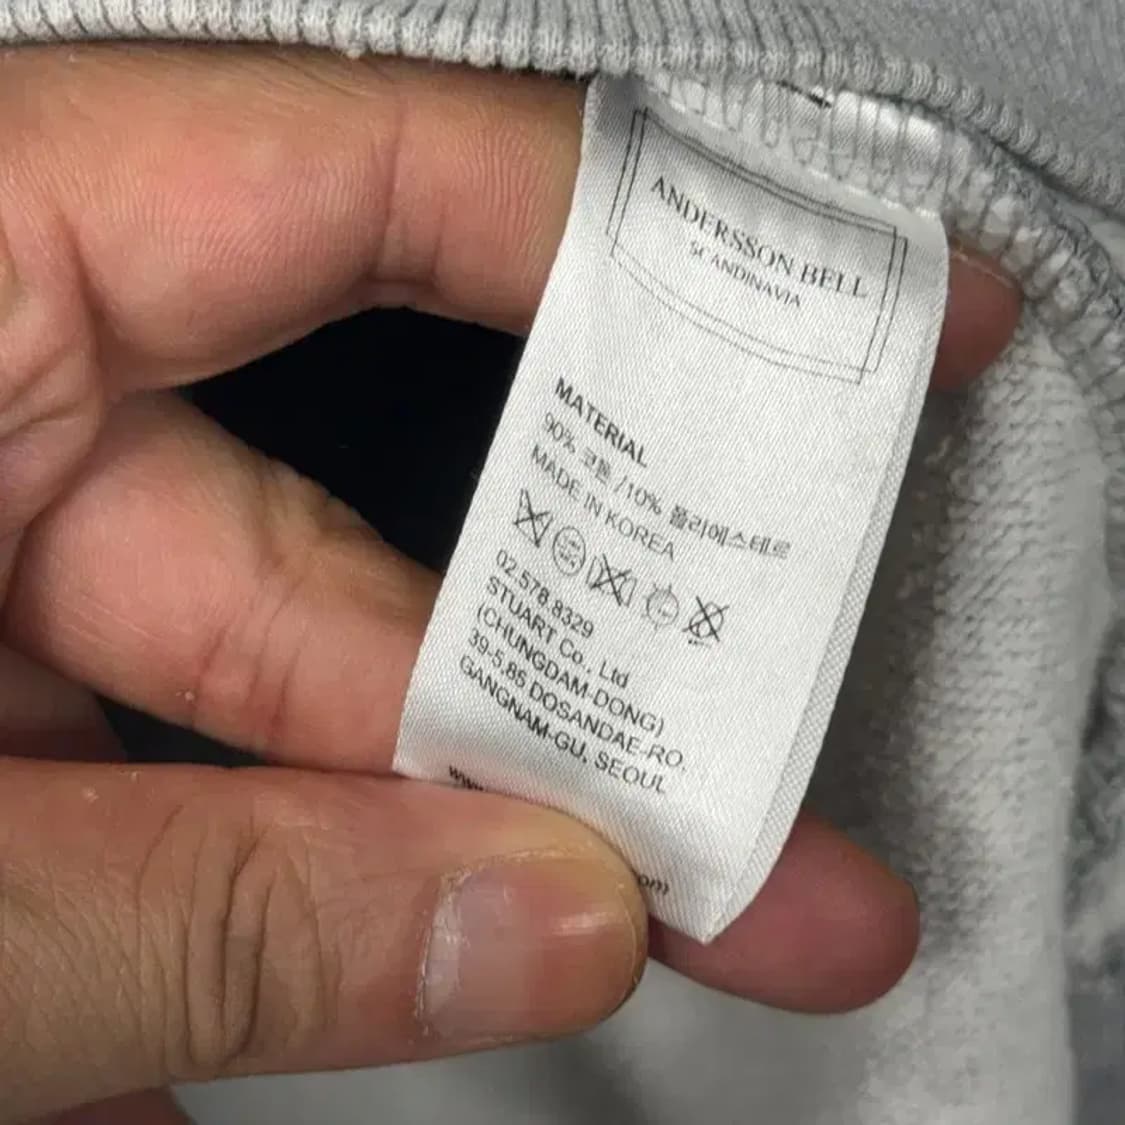 ANDERSSON BELL
SCANDINAVIA
MATERIAL
90% 코튼 /10% 폴리에스테르
MADE IN KOREA
02.578.8329
STUART Co., Ltd
(CHUNGDAM-DONG)
39-5,85 DOSANDAE-RO.
GANGNAM-GU, SEOUL